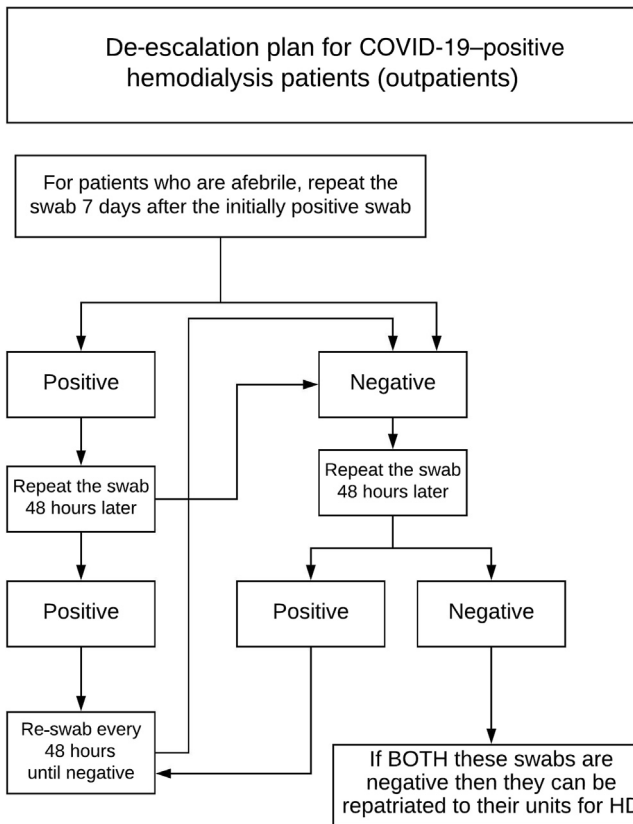 De-escalation plan for COVID-19–positive
hemodialysis patients (outpatients)
For patients who are afebrile, repeat the
swab 7 days after the initially positive swab
Positive
Negative
Repeat the swab
48 hours later
Repeat the swab
48 hours later
Positive
Positive
Negative
Re-swab every
48 hours
until negative
If BOTH these swabs are
negative then they can be
repatriated to their units for HD